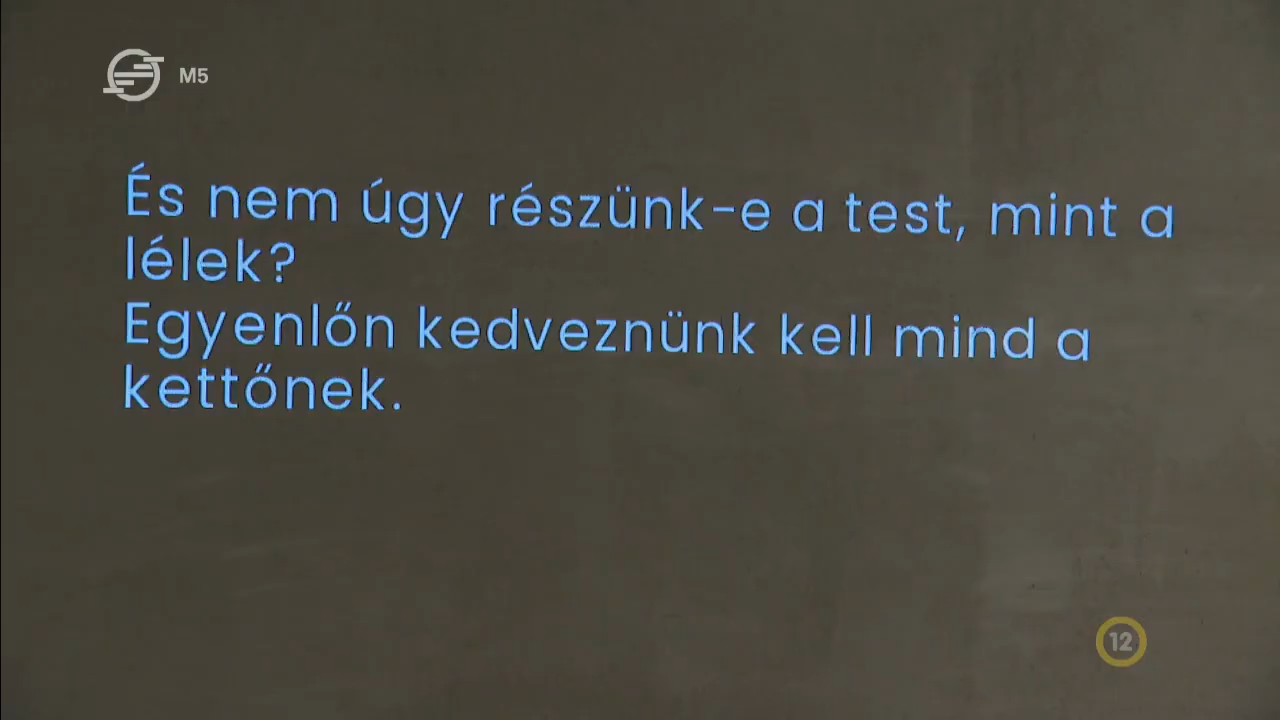 M5
És nem úgy részünk-e a test, mint a
lélek?
Egyenlőn kedveznünk kell mind a
kettőnek.
12